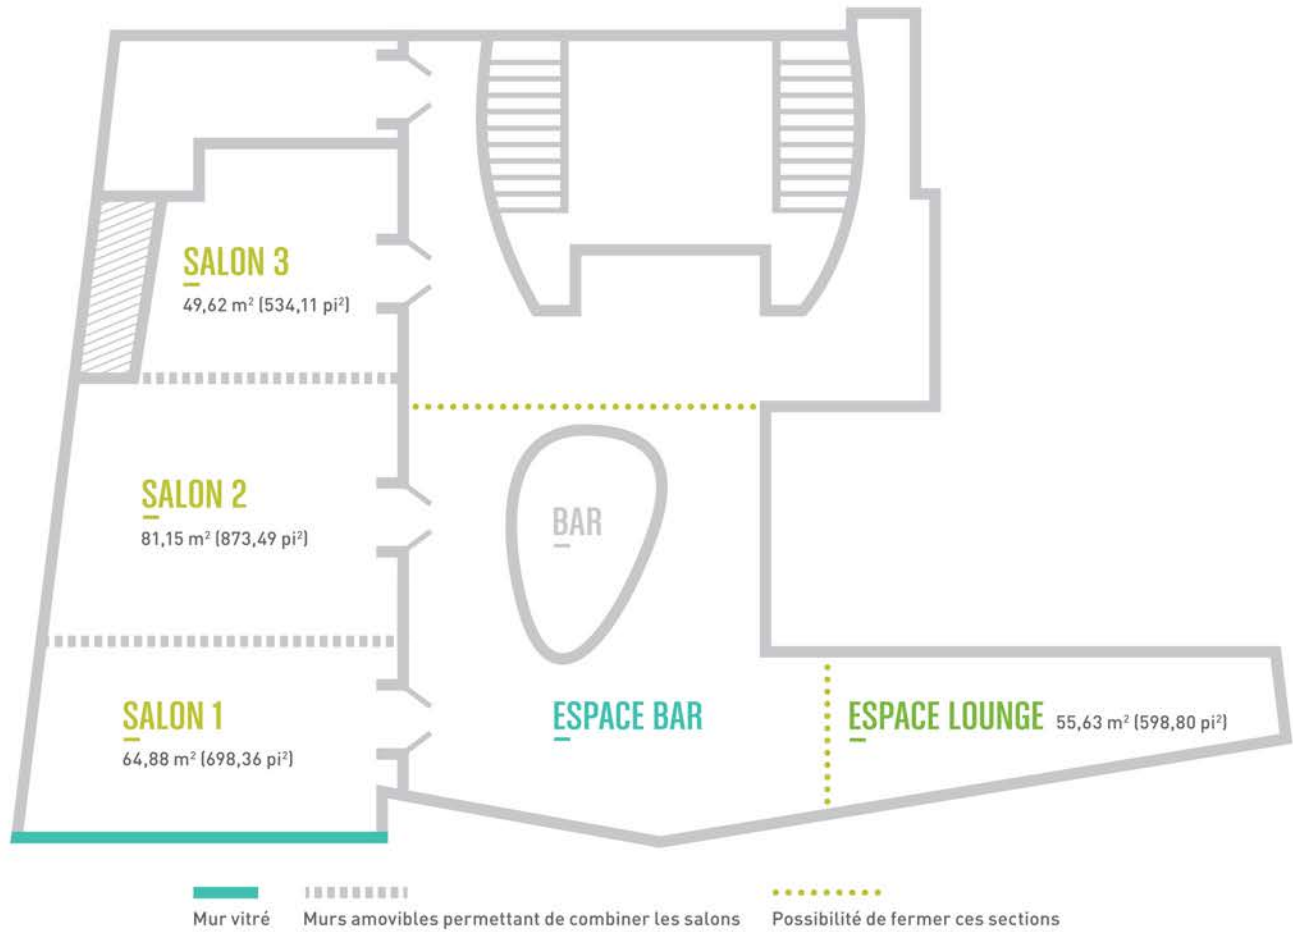 SALON 3
49,62 m² (534,11 pi²)
SALON 2
81,15 m² (873,49 pi²)
BAR
SALON 1
64,88 m² (698,36 pi²)
ESPACE BAR
ESPACE LOUNGE 55,63 m² (598,80 pi²)
Mur vitré
Murs amovibles permettant de combiner les salons
Possibilité de fermer ces sections